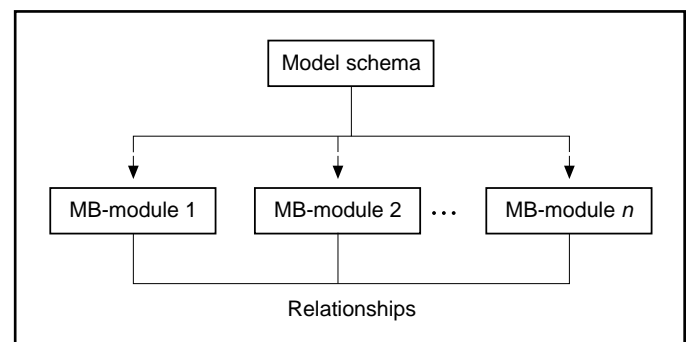 Model schema
MB-module 1 MB-module 2 ... MB-module n
Relationships